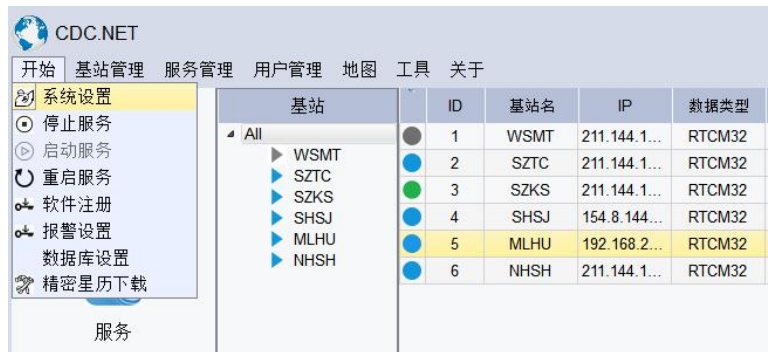 CDC.NET
开始 基站管理 服务管理 用户管理 地图 工具 关于
系统设置
停止服务
启动服务
重启服务
软件注册
报警设置
数据库设置
精密星历下载
服务
基站
All
WSMT
SZTC
SZKS
SHSJ
MLHU
NHSH
ID 基站名 IP 数据类型
1 WSMT 211.144.1... RTCM32
2 SZTC 211.144.1... RTCM32
3 SZKS 211.144.1... RTCM32
4 SHSJ 154.8.144... RTCM32
5 MLHU 192.168.2... RTCM32
6 NHSH 211.144.1... RTCM32